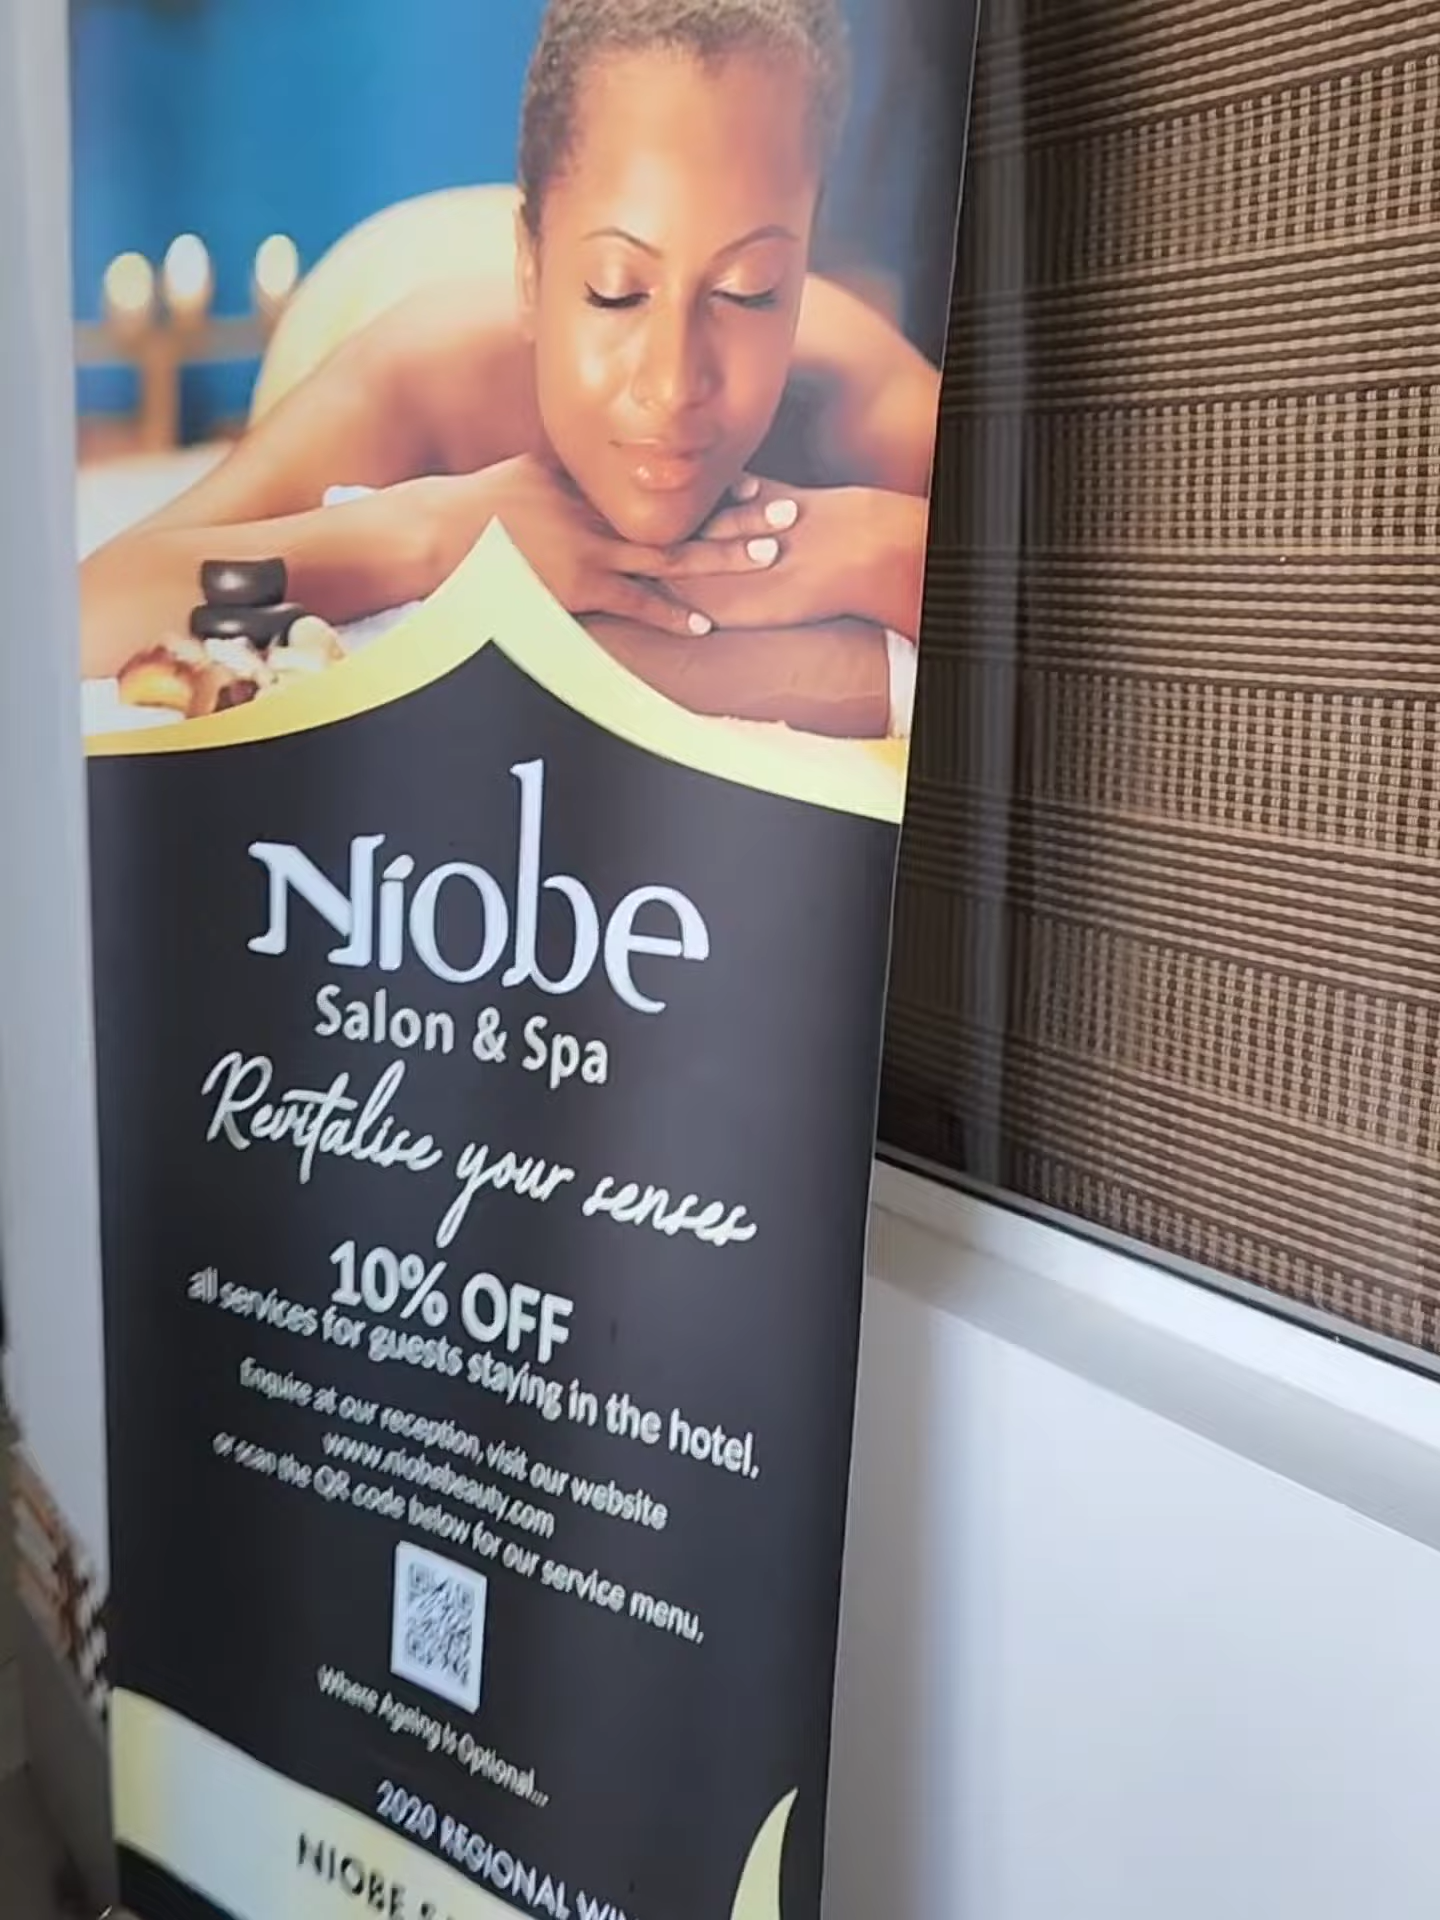 Niobe
Salon & Spa
Revitalise your senses
10% OFF
all services for guests staying in the hotel.
Enquire at our reception, visit our website
www.niobebeauty.com
or scan the QR code below for our service menu.
Where Ageing Is Optional...
2020 REGIONAL
NIOBE